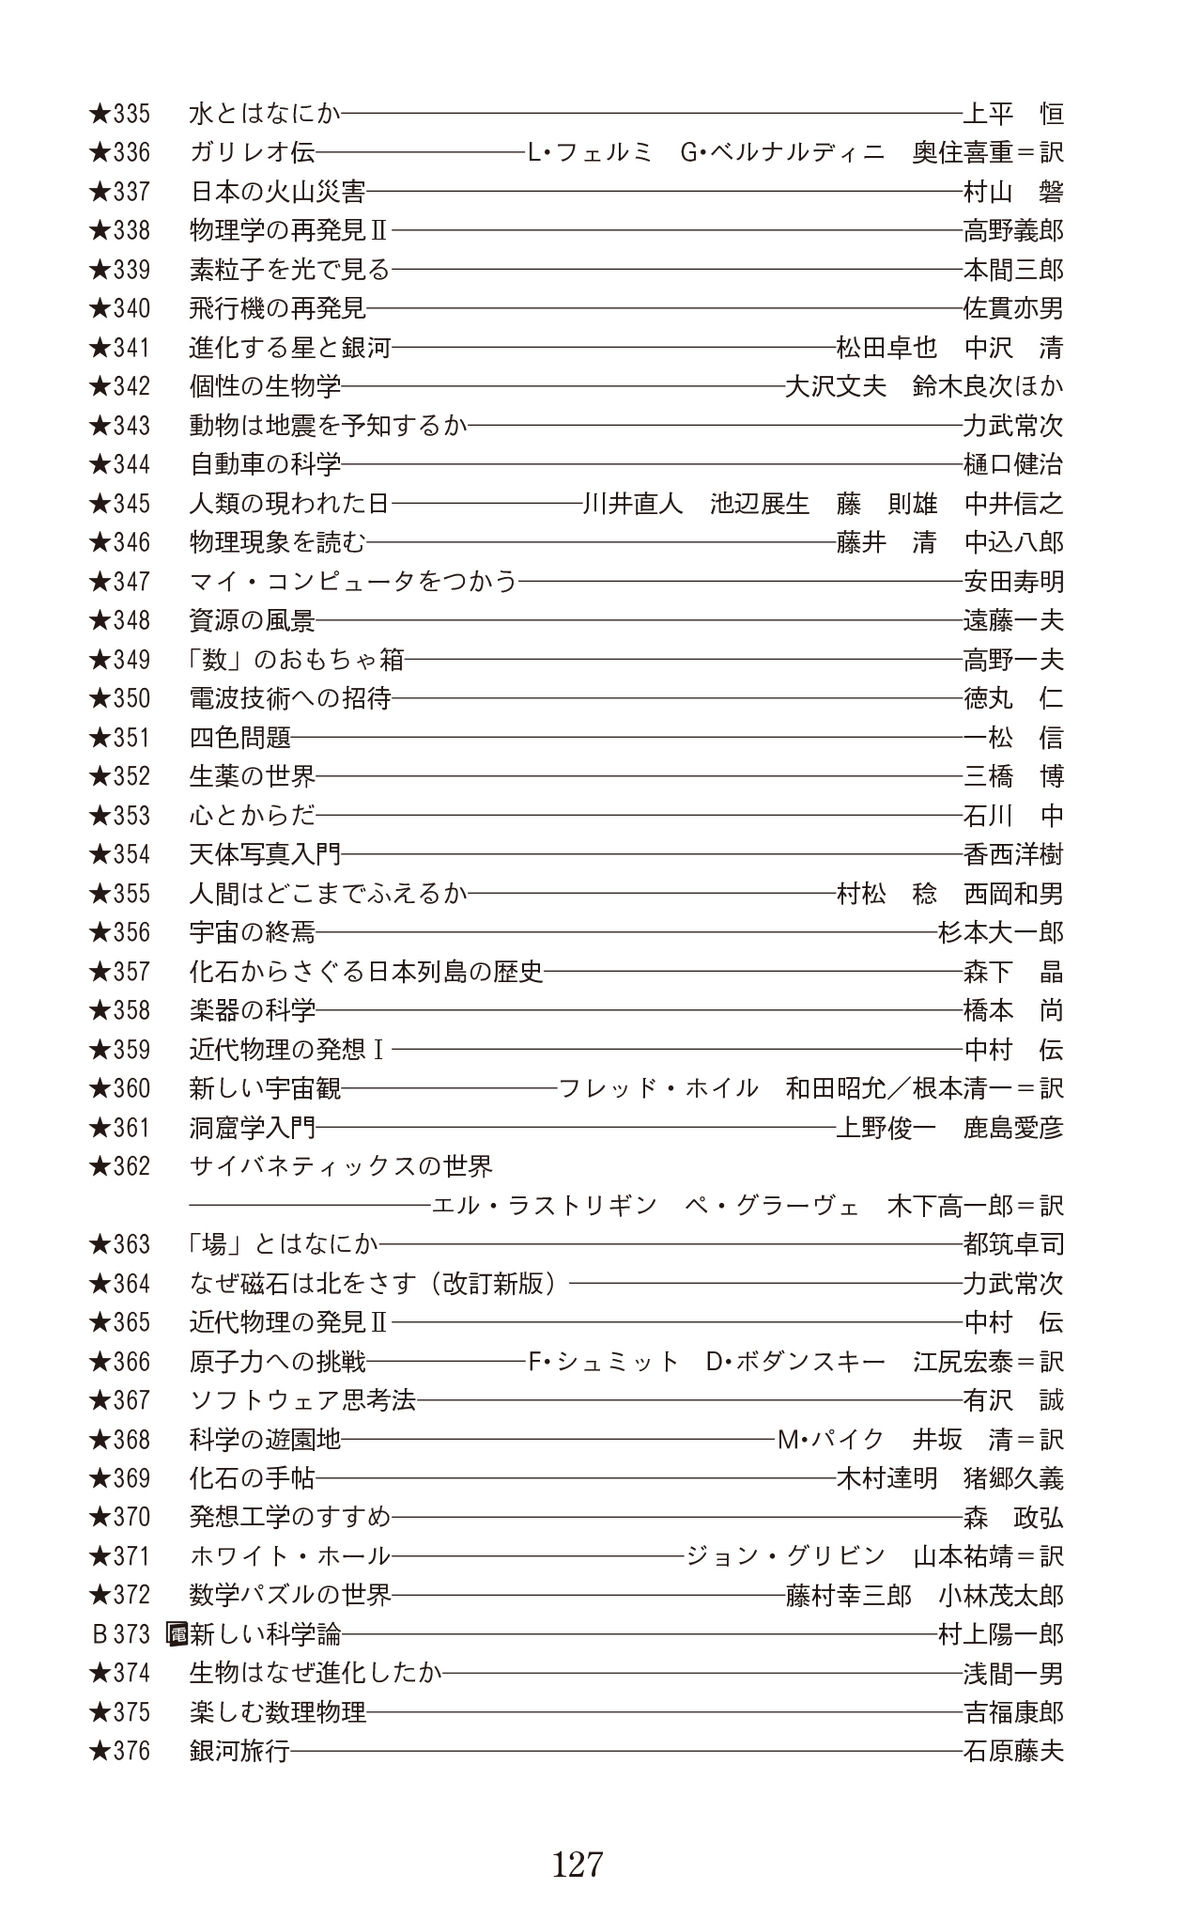 ★335 水とはなにか――上平 恒
★336 ガリレオ伝――L・フェルミ G・ベルナルディニ 奥住喜重＝訳
★337 日本の火山災害――村山 磐
★338 物理学の再発見Ⅱ――高野義郎
★339 素粒子を光で見る――本間三郎
★340 飛行機の再発見――佐貫亦男
★341 進化する星と銀河――松田卓也 中沢 清
★342 個性の生物学――大沢文夫 鈴木良次ほか
★343 動物は地震を予知するか――力武常次
★344 自動車の科学――樋口健治
★345 人類の現われた日――川井直人 池辺展生 藤 則雄 中井信之
★346 物理現象を読む――藤井 清 中込八郎
★347 マイ・コンピュータをつかう――安田寿明
★348 資源の風景――遠藤一夫
★349 「数」のおもちゃ箱――高野一夫
★350 電波技術への招待――徳丸 仁
★351 四色問題――一松 信
★352 生薬の世界――三橋 博
★353 心とからだ――石川 中
★354 天体写真入門――香西洋樹
★355 人間はどこまでふえるか――村松 稔 西岡和男
★356 宇宙の終焉――杉本大一郎
★357 化石からさぐる日本列島の歴史――森下 晶
★358 楽器の科学――橋本 尚
★359 近代物理の発想Ⅰ――中村 伝
★360 新しい宇宙観――フレッド・ホイル 和田昭允／根本清一＝訳
★361 洞窟学入門――上野俊一 鹿島愛彦
★362 サイバネティックスの世界
――エル・ラストリギン ペ・グラーヴェ 木下高一郎＝訳
★363 「場」とはなにか――都筑卓司
★364 なぜ磁石は北をさす（改訂新版）――力武常次
★365 近代物理の発見Ⅱ――中村 伝
★366 原子力への挑戦――F・シュミット D・ボダンスキー 江尻宏泰＝訳
★367 ソフトウェア思考法――有沢 誠
★368 科学の遊園地――M・パイク 井坂 清＝訳
★369 化石の手帖――木村達明 猪郷久義
★370 発想工学のすすめ――森 政弘
★371 ホワイト・ホール――ジョン・グリビン 山本祐靖＝訳
★372 数学パズルの世界――藤村幸三郎 小林茂太郎
B373 電 新しい科学論――村上陽一郎
★374 生物はなぜ進化したか――浅間一男
★375 楽しむ数理物理――吉福康郎
★376 銀河旅行――石原藤夫
127